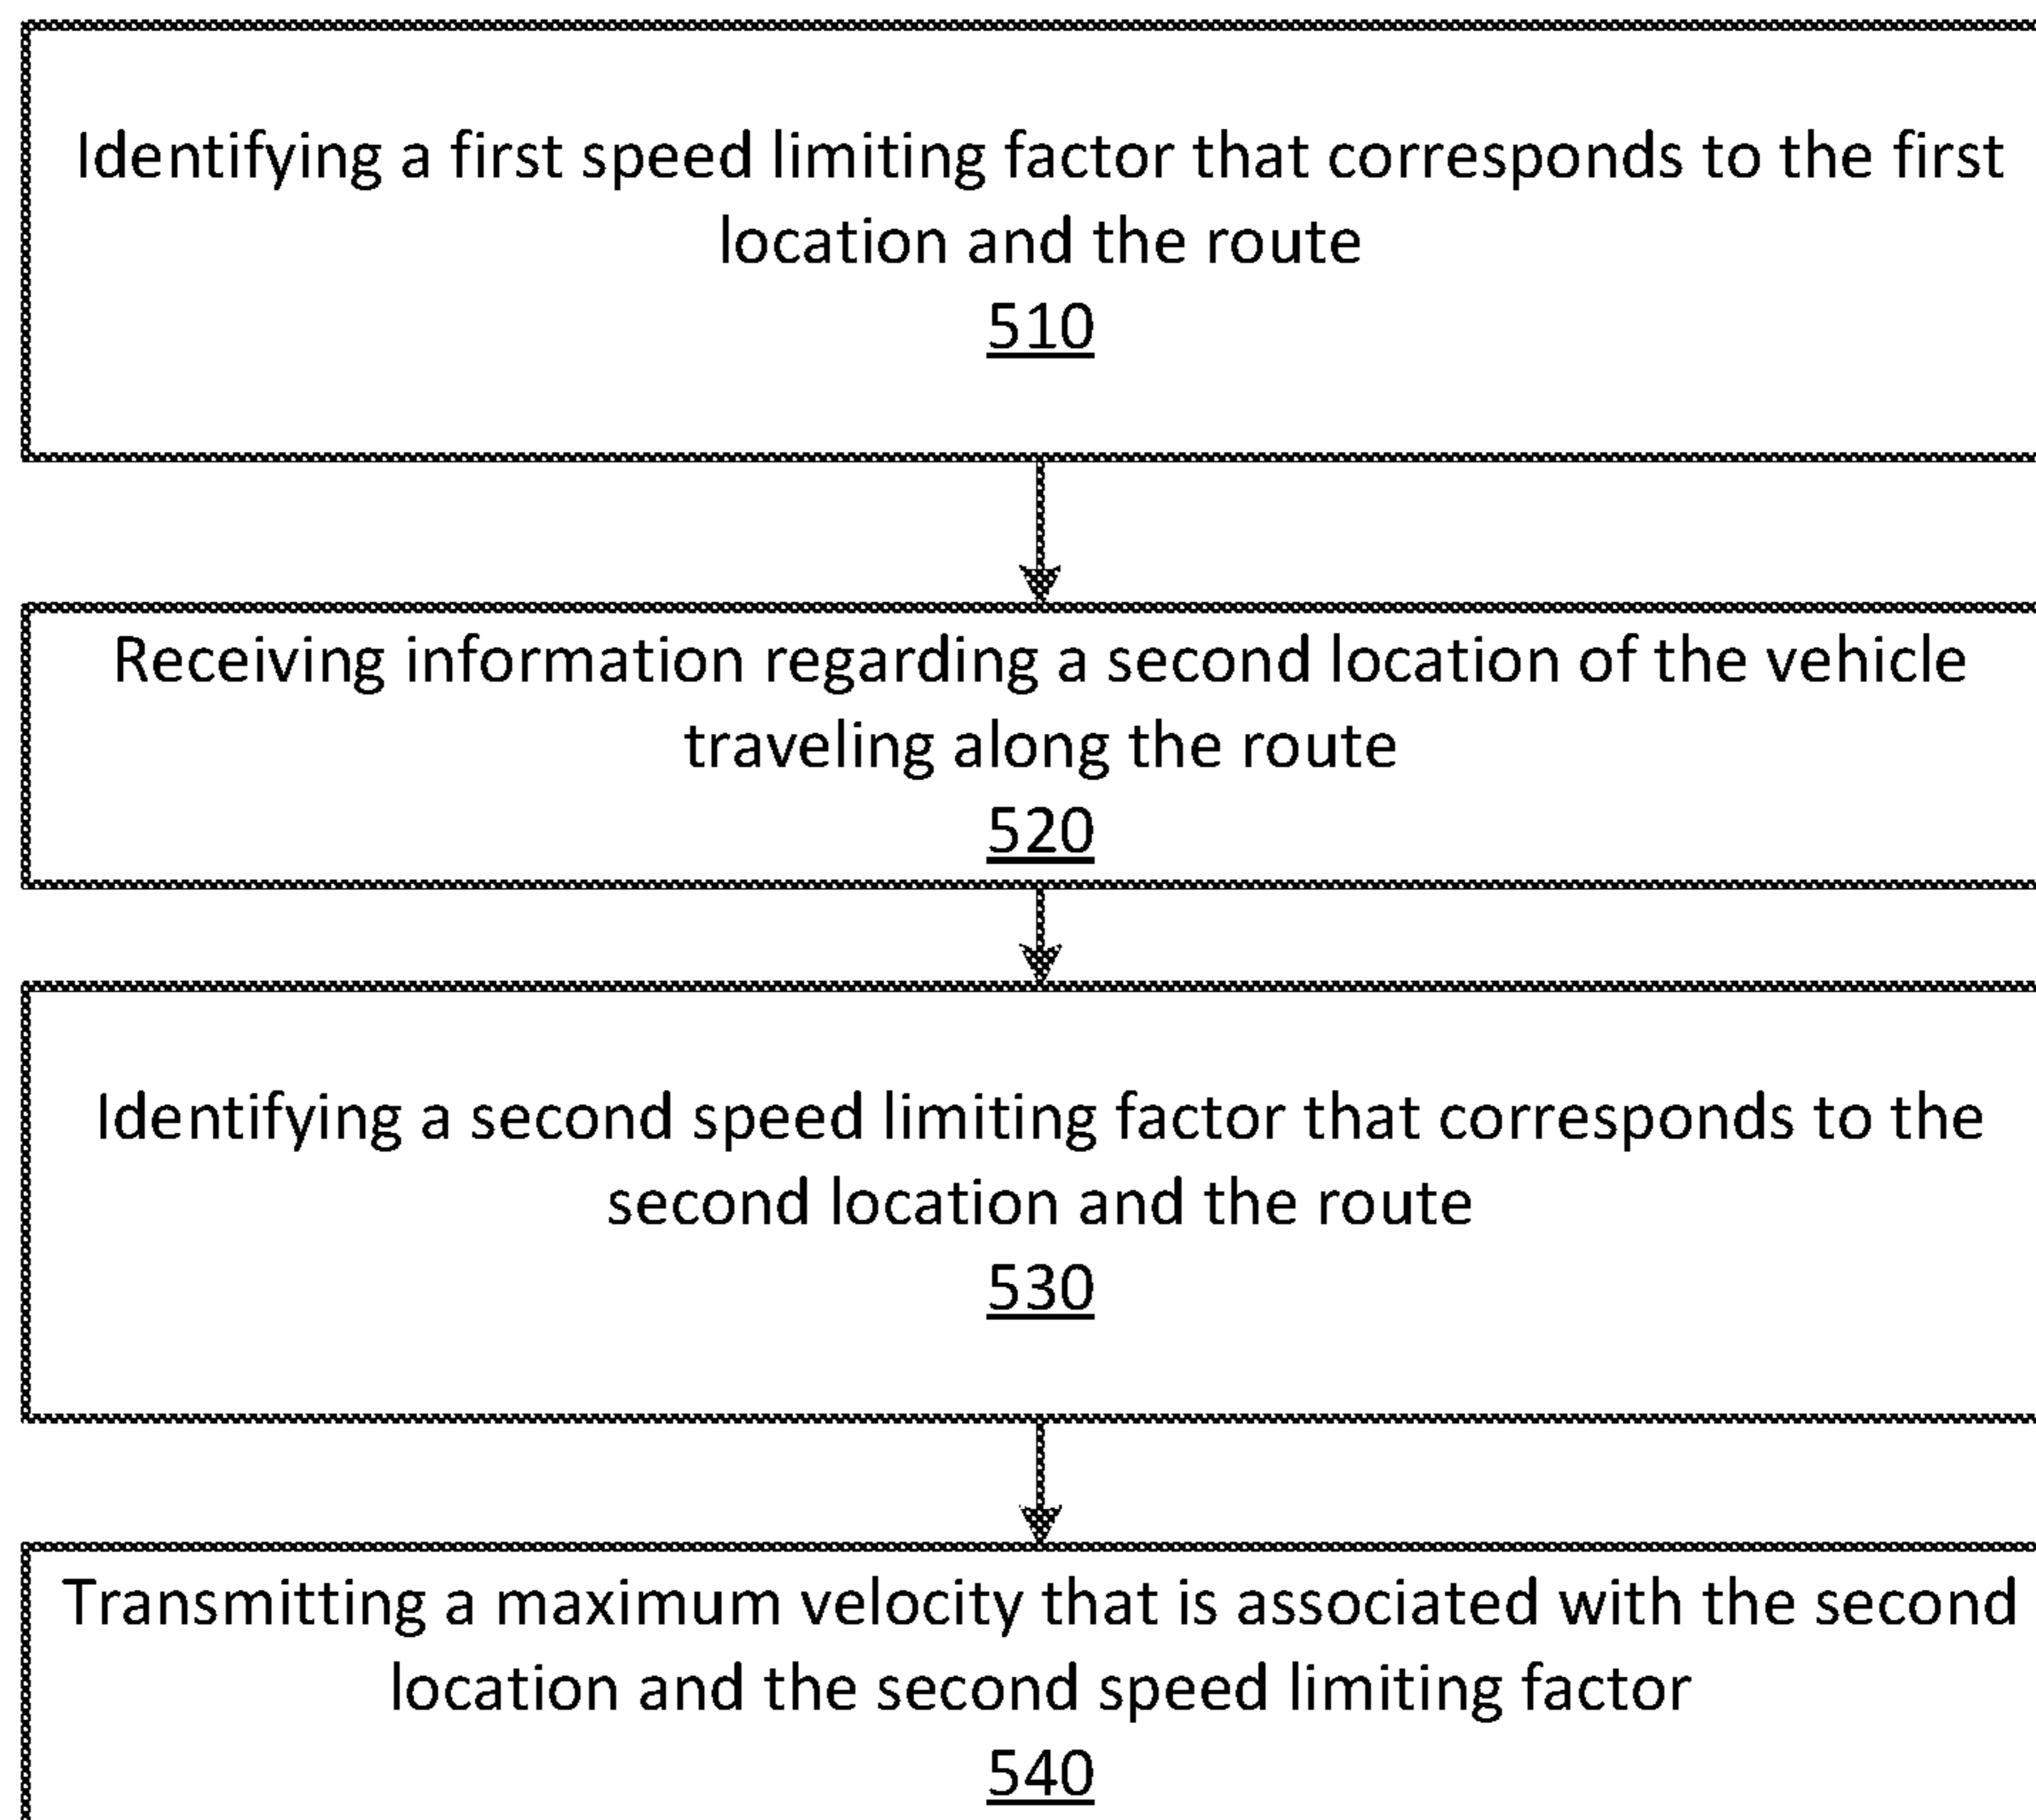 Identifying a first speed limiting factor that corresponds to the first
location and the route
510
Receiving information regarding a second location of the vehicle
traveling along the route
520
Identifying a second speed limiting factor that corresponds to the
second location and the route
530
Transmitting a maximum velocity that is associated with the second
location and the second speed limiting factor
540